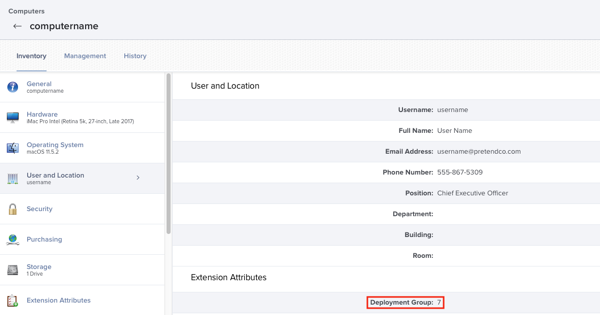 Computers
← computername
Inventory Management History
General
computername
Hardware
iMac Pro Intel (Retina 5k, 27-inch, Late 2017)
Operating System
macOS 11.5.2
User and Location
username
Security
Purchasing
Storage
1 Drive
Extension Attributes
User and Location
Username: username
Full Name: User Name
Email Address: username@pretendco.com
Phone Number: 555-867-5309
Position: Chief Executive Officer
Department:
Building:
Room:
Extension Attributes
Deployment Group: 7